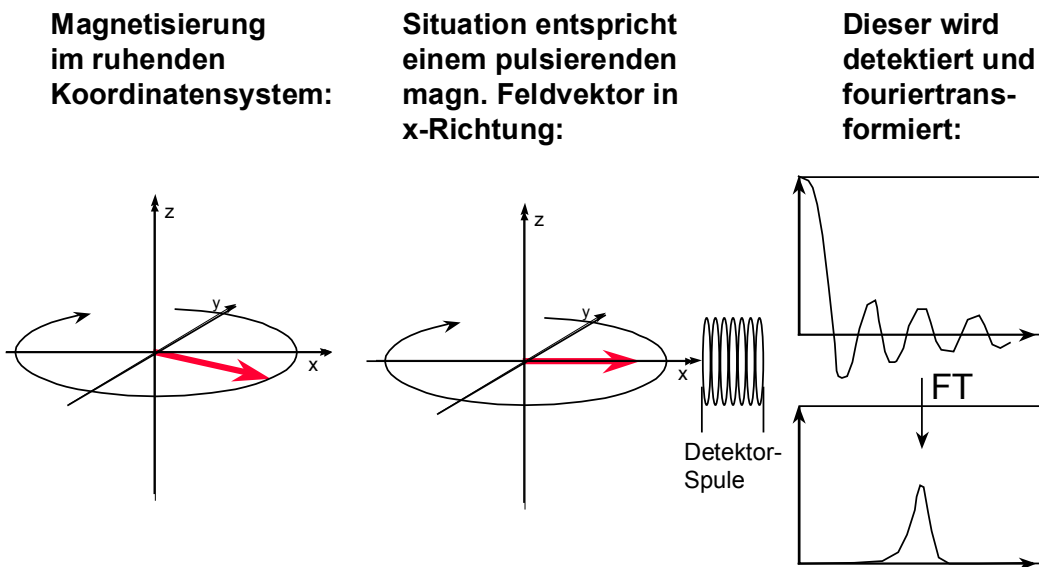 Magnetisierung
im ruhenden
Koordinatensystem:
Situation entspricht
einem pulsierenden
magn. Feldvektor in
x-Richtung:
Dieser wird
detektiert und
fouriertrans-
formiert:
z
y
x
z
y
x
Detektor-
Spule
FT